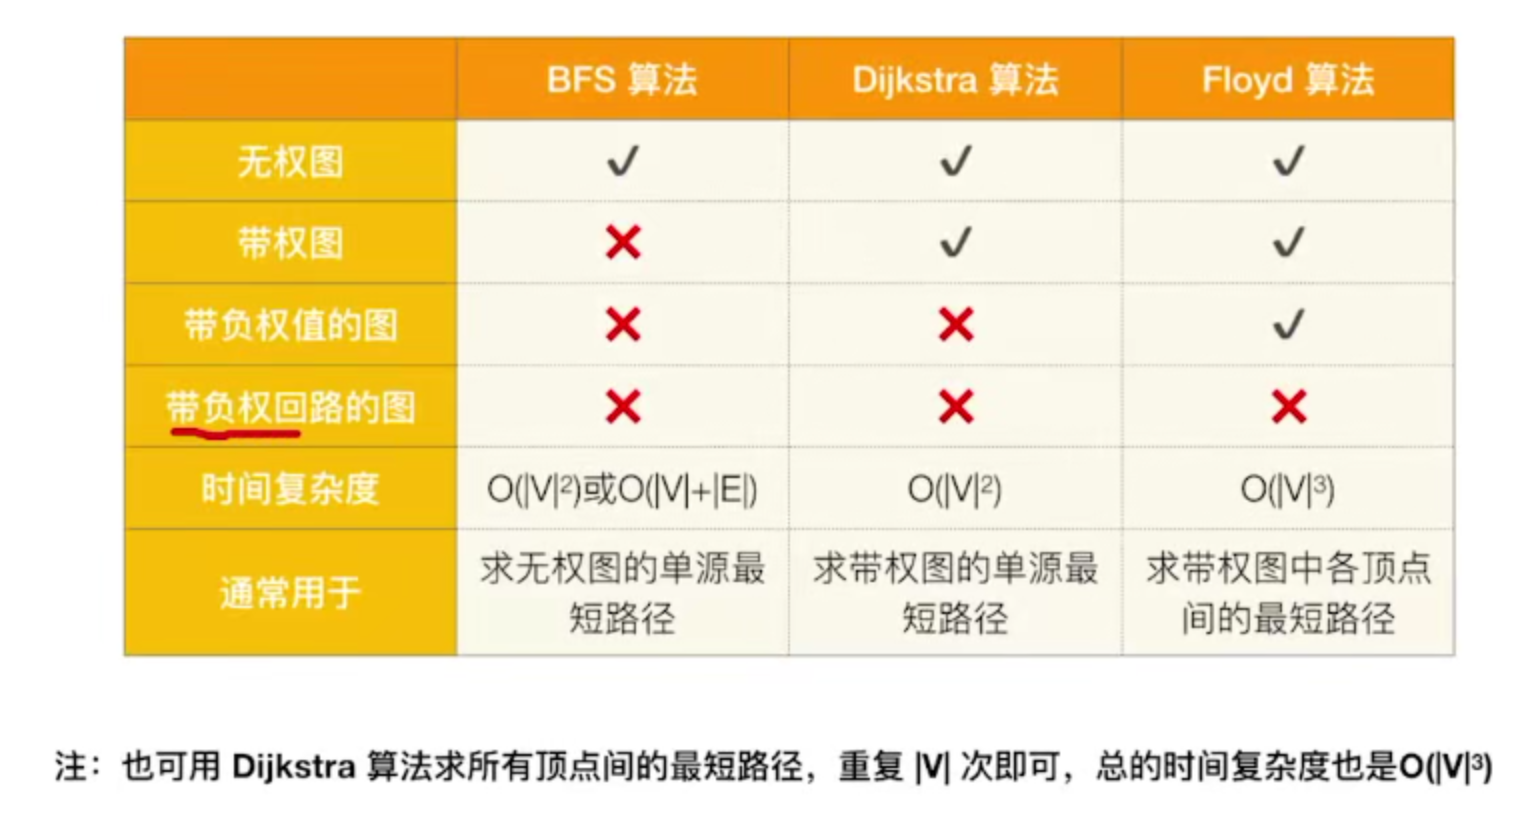 BFS 算法 Dijkstra 算法 Floyd 算法
无权图 ✓ ✓ ✓
带权图 ✗ ✓ ✓
带负权值的图 ✗ ✗ ✓
带负权回路的图 ✗ ✗ ✗
时间复杂度 O(|V|²)或O(|V|+|E|) O(|V|²) O(|V|³)
通常用于
求无权图的单源最
短路径
求带权图的单源最
短路径
求带权图中各顶点
间的最短路径
注：也可用 Dijkstra 算法求所有顶点间的最短路径，重复 |V| 次即可，总的时间复杂度也是O(|V|³)